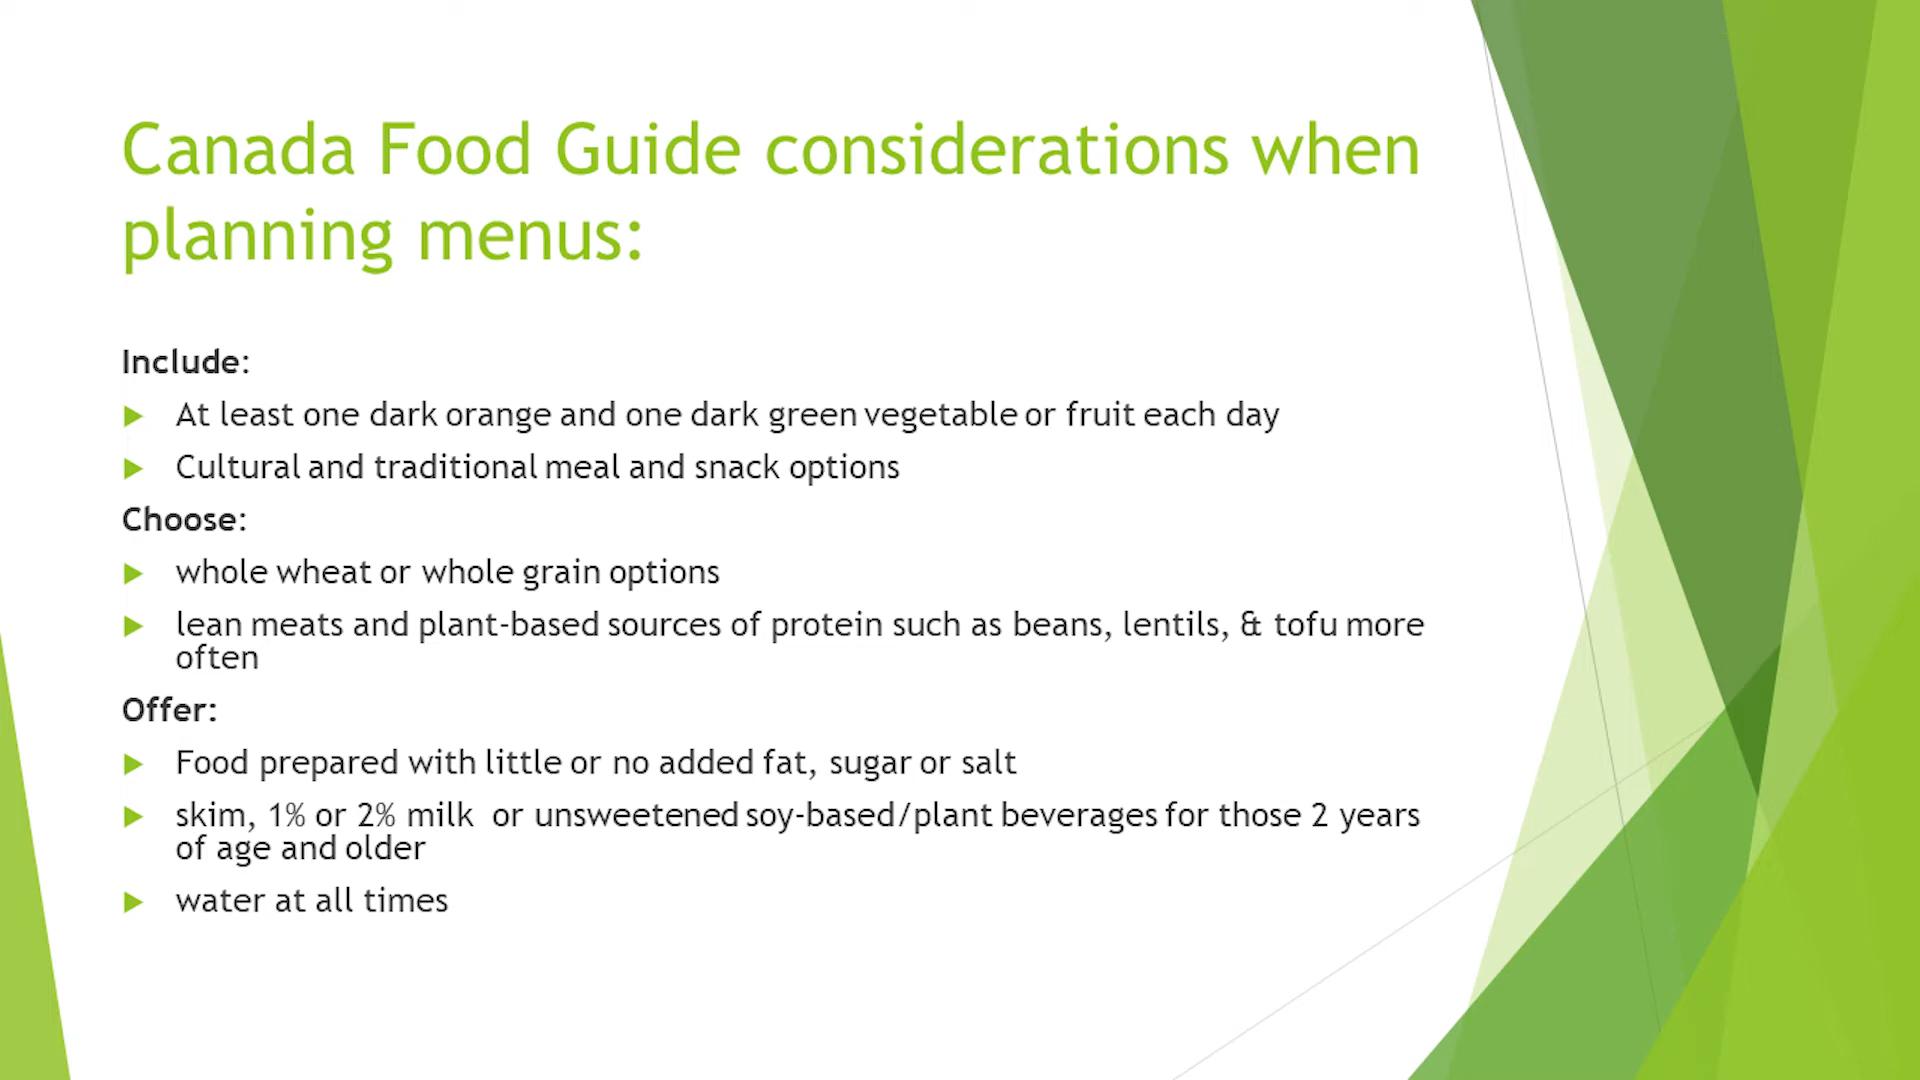 Canada Food Guide considerations when
planning menus:
Include:
At least one dark orange and one dark green vegetable or fruit each day
Cultural and traditional meal and snack options
Choose:
whole wheat or whole grain options
lean meats and plant-based sources of protein such as beans, lentils, & tofu more
often
Offer:
Food prepared with little or no added fat, sugar or salt
skim, 1% or 2% milk  or unsweetened soy-based/plant beverages for those 2 years
of age and older
water at all times